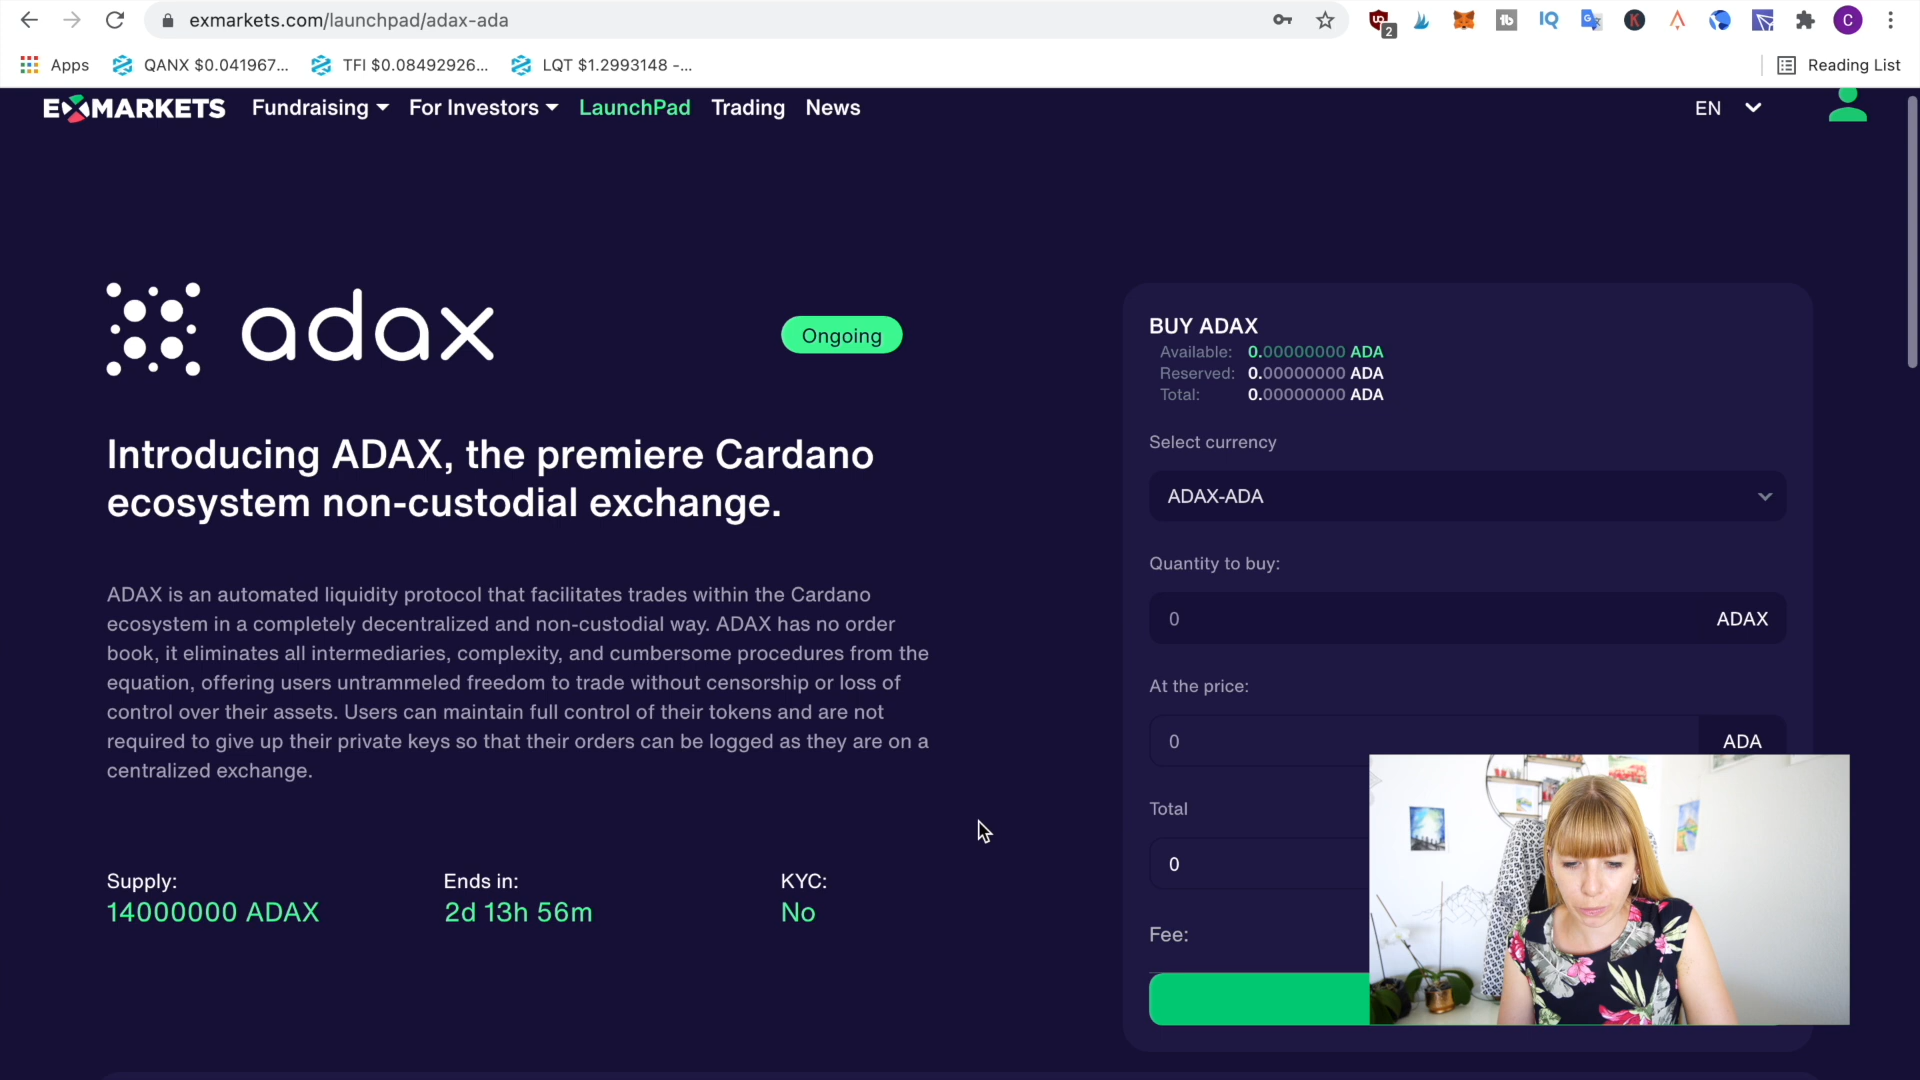 exmarkets.com/launchpad/adax-ada
2
C
Apps
QANX $0.041967...
TFI $0.08492926...
LQT $1.2993148 -...
Reading List
EXMARKETS
Fundraising
For Investors
LaunchPad
Trading
News
EN
adax
Ongoing
Introducing ADAX, the premiere Cardano
ecosystem non-custodial exchange.
ADAX is an automated liquidity protocol that facilitates trades within the Cardano
ecosystem in a completely decentralized and non-custodial way. ADAX has no order
book, it eliminates all intermediaries, complexity, and cumbersome procedures from the
equation, offering users untrammeled freedom to trade without censorship or loss of
control over their assets. Users can maintain full control of their tokens and are not
required to give up their private keys so that their orders can be logged as they are on a
centralized exchange.
Supply:
14000000 ADAX
Ends in:
2d 13h 56m
KYC:
No
BUY ADAX
Available: 0.00000000 ADA
Reserved: 0.00000000 ADA
Total: 0.00000000 ADA
Select currency
ADAX-ADA
Quantity to buy:
0 ADAX
At the price:
0 ADA
Total
0
Fee: